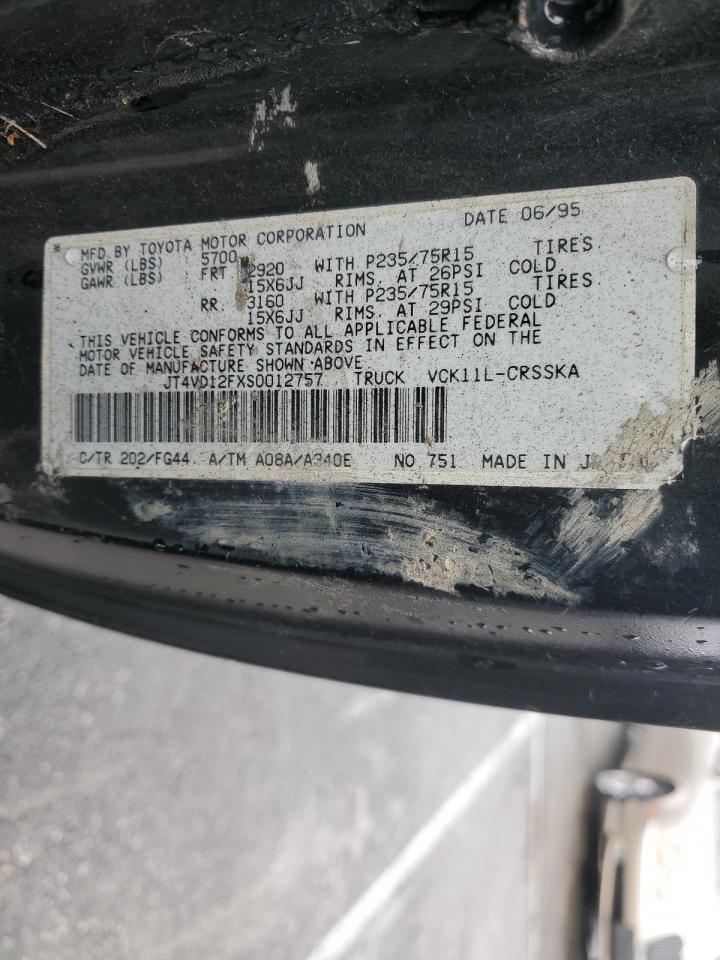 MFD. BY TOYOTA MOTOR CORPORATION DATE 06/95
GVWR (LBS) 5700
GAWR (LBS) FRT 2920 WITH P235/75R15 TIRES
15X6JJ RIMS. AT 26PSI COLD
RR. 3160 WITH P235/75R15 TIRES
15X6JJ RIMS. AT 29PSI COLD
THIS VEHICLE CONFORMS TO ALL APPLICABLE FEDERAL
MOTOR VEHICLE SAFETY STANDARDS IN EFFECT ON THE
DATE OF MANUFACTURE SHOWN ABOVE.
JT4VD12FXS0012757 TRUCK VCK11L-CRSSKA
C/TR 202/FG44 A/TM A08A/A340E NO 751 MADE IN